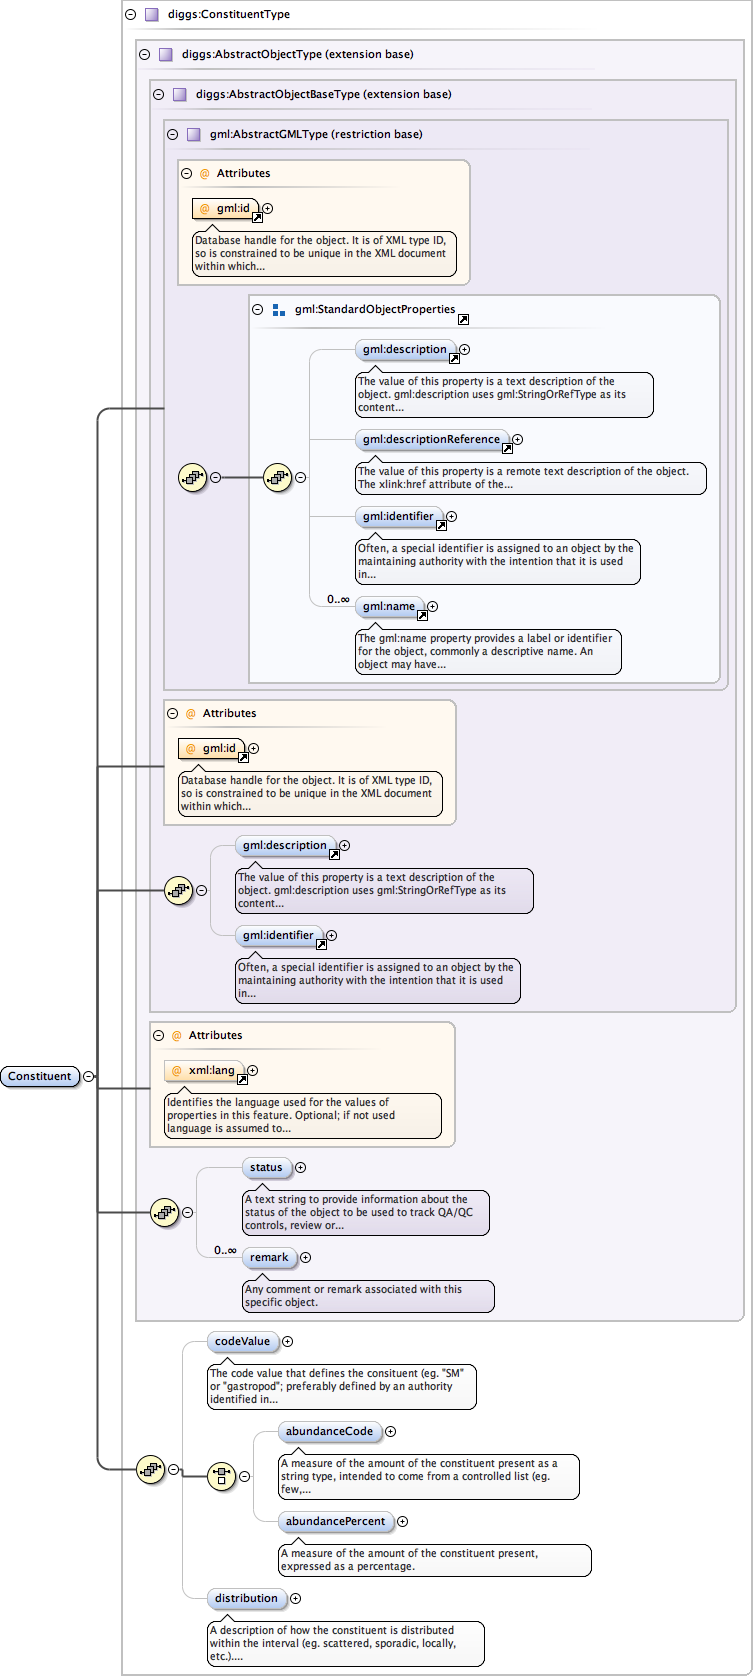 diggs:ConstituentType
diggs:AbstractObjectType (extension base)
diggs:AbstractObjectBaseType (extension base)
gml:AbstractGMLType (restriction base)
@ Attributes
@ gml:id
Database handle for the object. It is of XML type ID,
so is constrained to be unique in the XML document
within which...
gml:StandardObjectProperties
gml:description
The value of this property is a text description of the
object. gml:description uses gml:StringOrRefType as its
content...
gml:descriptionReference
The value of this property is a remote text description of the object.
The xlink:href attribute of the...
gml:identifier
Often, a special identifier is assigned to an object by the
maintaining authority with the intention that it is used
in...
0..∞
gml:name
The gml:name property provides a label or identifier
for the object, commonly a descriptive name. An
object may have...
@ Attributes
@ gml:id
Database handle for the object. It is of XML type ID,
so is constrained to be unique in the XML document
within which...
gml:description
The value of this property is a text description of the
object. gml:description uses gml:StringOrRefType as its
content...
gml:identifier
Often, a special identifier is assigned to an object by the
maintaining authority with the intention that it is used
in...
@ Attributes
@ xml:lang
Identifies the language used for the values of
properties in this feature. Optional; if not used
language is assumed to...
Constituent
status
A text string to provide information about the
status of the object to be used to track QA/QC
controls, review or...
0..∞
remark
Any comment or remark associated with this
specific object.
codeValue
The code value that defines the consituent (eg. "SM"
or "gastropod"; preferably defined by an authority
identified in...
abundanceCode
A measure of the amount of the constituent present as a
string type, intended to come from a controlled list (eg.
few,...
abundancePercent
A measure of the amount of the constituent present,
expressed as a percentage.
distribution
A description of how the constituent is distributed
within the interval (eg. scattered, sporadic, locally,
etc.)....